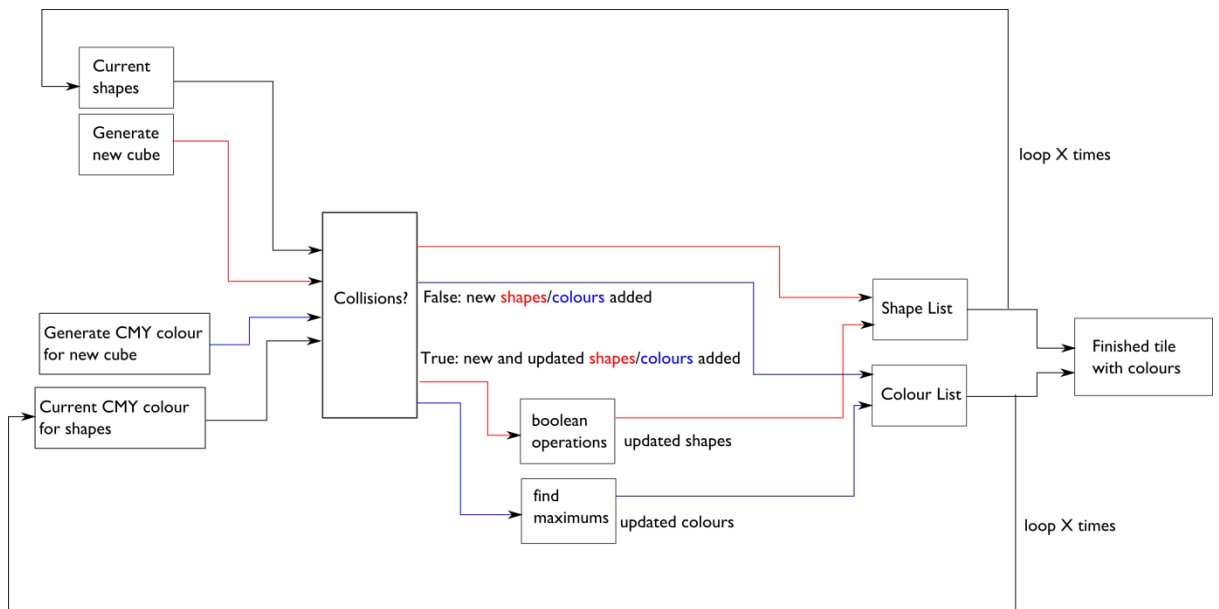 Current
shapes
Generate
new cube
loop X times
Collisions?
False: new shapes/colours added
Shape List
Generate CMY colour
for new cube
Finished tile
with colours
True: new and updated shapes/colours added
Colour List
Current CMY colour
for shapes
boolean
operations
updated shapes
find
maximums
updated colours
loop X times